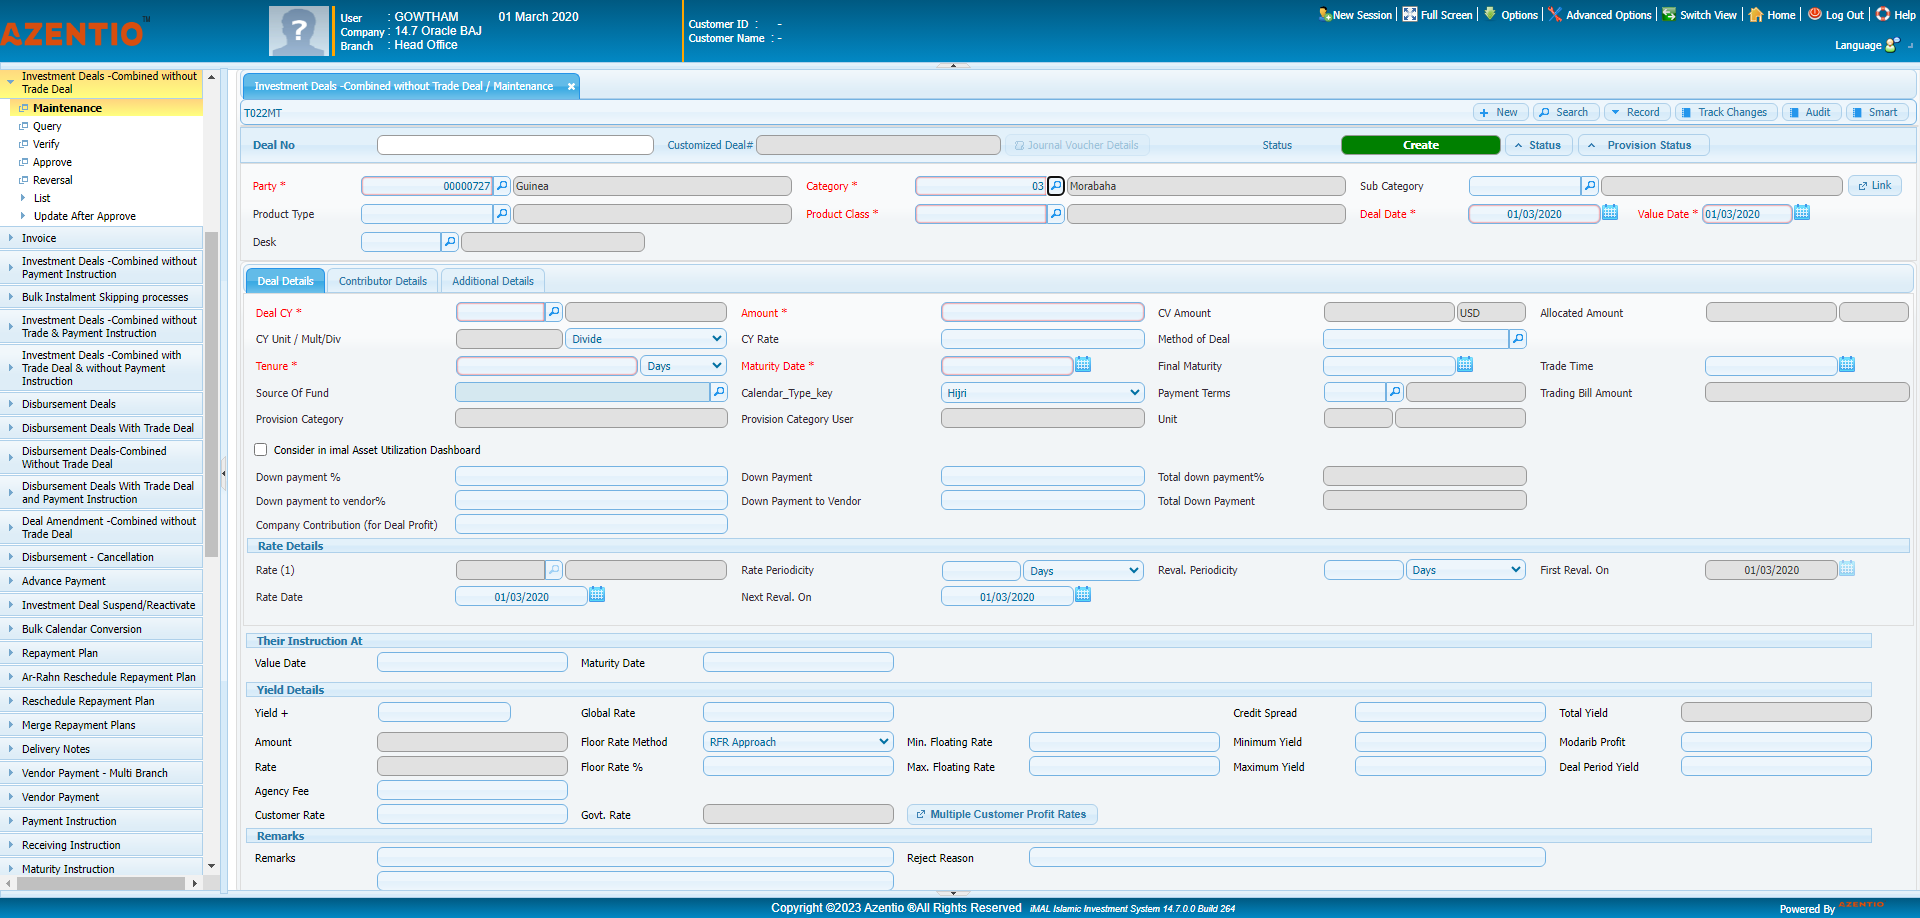 AZENTIO™
User : GOWTHAM 01 March 2020
Company : 14.7 Oracle BAJ
Branch : Head Office
Customer ID : -
Customer Name : -
New Session Full Screen Options Advanced Options Switch View Home Log Out Help
Language
Investment Deals -Combined without Trade Deal
Maintenance
Query
Verify
Approve
Reversal
List
Update After Approve
Invoice
Investment Deals -Combined without Payment Instruction
Bulk Instalment Skipping processes
Investment Deals -Combined without Trade & Payment Instruction
Investment Deals -Combined with Trade Deal & without Payment Instruction
Disbursement Deals
Disbursement Deals With Trade Deal
Disbursement Deals-Combined Without Trade Deal
Disbursement Deals With Trade Deal and Payment Instruction
Deal Amendment -Combined without Trade Deal
Disbursement - Cancellation
Advance Payment
Investment Deal Suspend/Reactivate
Bulk Calendar Conversion
Repayment Plan
Ar-Rahn Reschedule Repayment Plan
Reschedule Repayment Plan
Merge Repayment Plans
Delivery Notes
Vendor Payment - Multi Branch
Vendor Payment
Payment Instruction
Receiving Instruction
Maturity Instruction
Investment Deals -Combined without Trade Deal / Maintenance
T022MT New Search Record Track Changes Audit Smart
Deal No Customized Deal# Journal Voucher Details Status Create Status Provision Status
Party * 00000727 Guinea Category * 03 Morabaha Sub Category Link
Product Type Product Class * Deal Date * 01/03/2020 Value Date * 01/03/2020
Desk
Deal Details Contributor Details Additional Details
Deal CY * Amount * CV Amount USD Allocated Amount
CY Unit / Mult/Div Divide CY Rate Method of Deal
Tenure * Days Maturity Date * Final Maturity Trade Time
Source Of Fund Calendar_Type_key Hijri Payment Terms Trading Bill Amount
Provision Category Provision Category User Unit
Consider in imal Asset Utilization Dashboard
Down payment % Down Payment Total down payment%
Down payment to vendor% Down Payment to Vendor Total Down Payment
Company Contribution (for Deal Profit)
Rate Details
Rate (1) Rate Periodicity Days Reval. Periodicity Days First Reval. On 01/03/2020
Rate Date 01/03/2020 Next Reval. On 01/03/2020
Their Instruction At
Value Date Maturity Date
Yield Details
Yield + Global Rate Credit Spread Total Yield
Amount Floor Rate Method RFR Approach Min. Floating Rate Minimum Yield Modarib Profit
Rate Floor Rate % Max. Floating Rate Maximum Yield Deal Period Yield
Agency Fee
Customer Rate Govt. Rate Multiple Customer Profit Rates
Remarks
Remarks Reject Reason
Copyright ©2023 Azentio ®All Rights Reserved iMAL Islamic Investment System 14.7.0.0 Build 264
Powered By AZENTIO